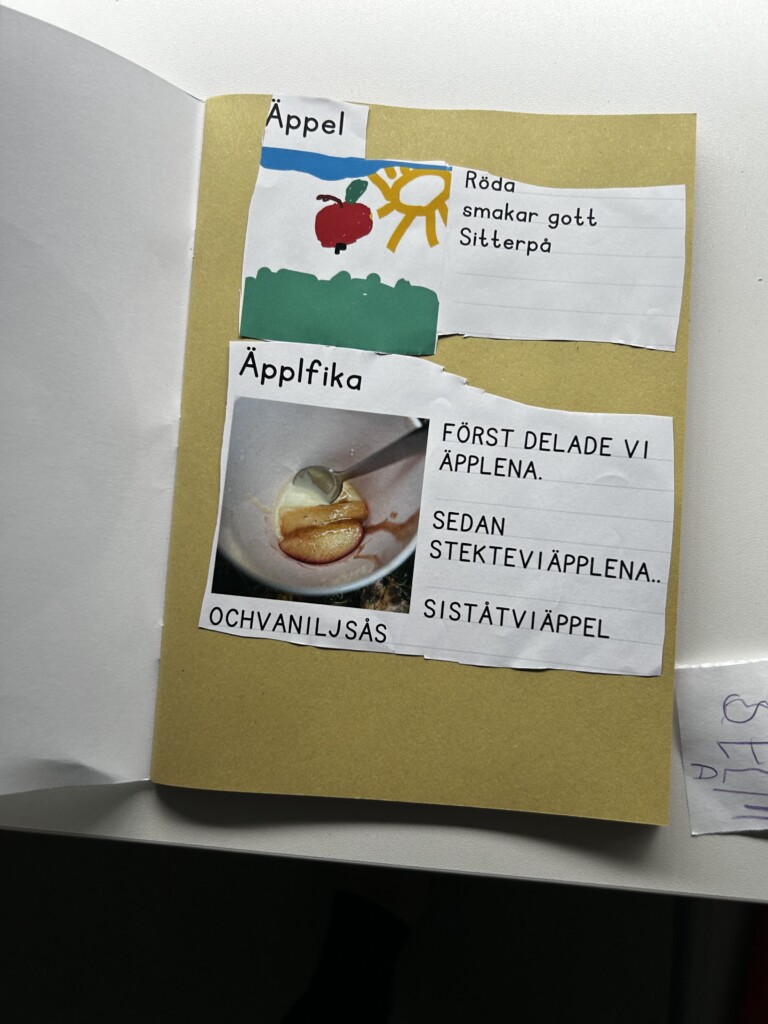 Äppel
Röda
smakar gott
Sitterpå
Äpplfika
FÖRST DELADE VI
ÄPPLENA.
SEDAN
STEKTEVIÄPPLENA..
SISTÅTVIÄPPEL
OCHVANILJSÅS